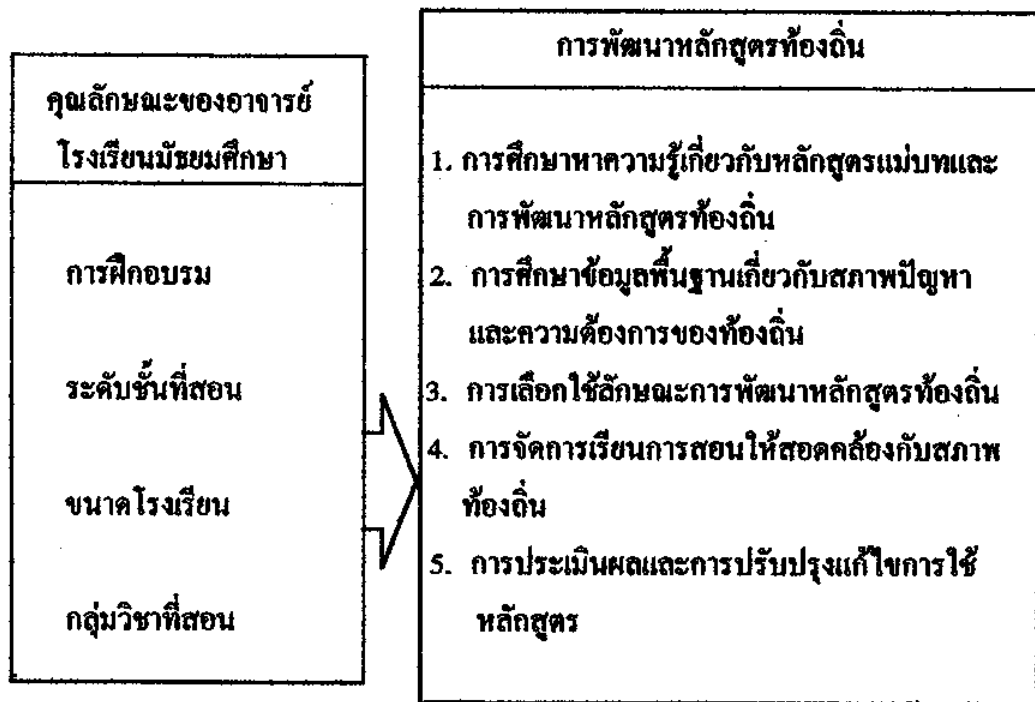 คุณลักษณะของอาจารย์
โรงเรียนมัธยมศึกษา
การฝึกอบรม
ระดับชั้นที่สอน
ขนาดโรงเรียน
กลุ่มวิชาที่สอน
การพัฒนาหลักสูตรท้องถิ่น
1. การศึกษาหาความรู้เกี่ยวกับหลักสูตรแม่บทและ
การพัฒนาหลักสูตรท้องถิ่น
2. การศึกษาข้อมูลพื้นฐานเกี่ยวกับสภาพปัญหา
และความต้องการของท้องถิ่น
3. การเลือกใช้ลักษณะการพัฒนาหลักสูตรท้องถิ่น
4. การจัดการเรียนการสอนให้สอดคล้องกับสภาพ
ท้องถิ่น
5. การประเมินผลและการปรับปรุงแก้ไขการใช้
หลักสูตร